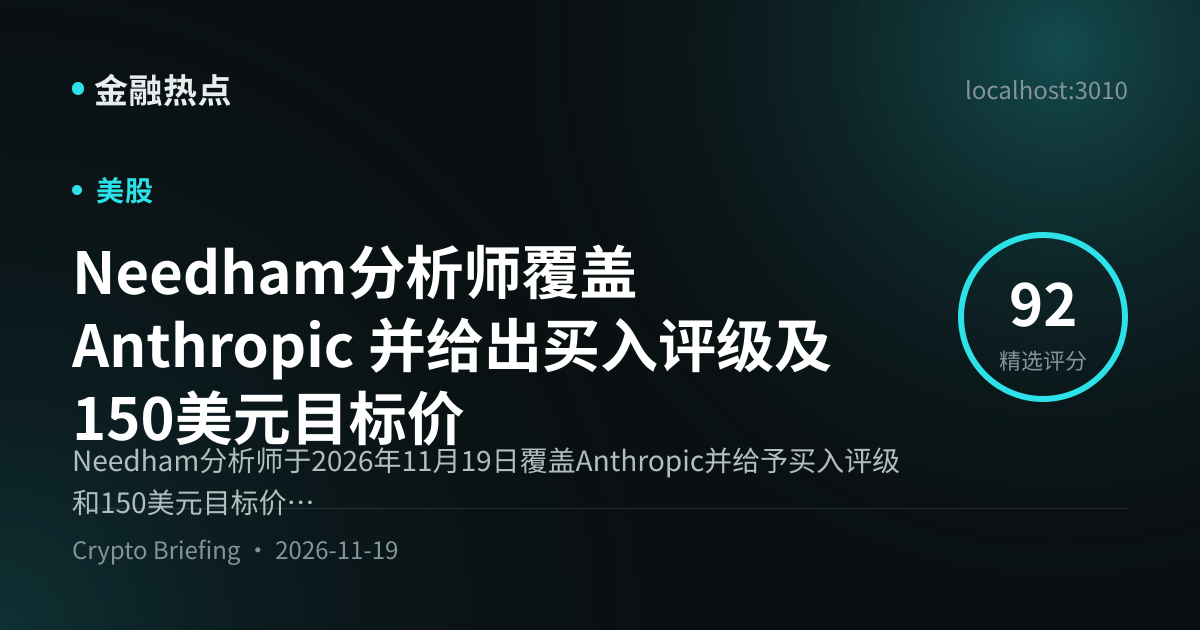 金融热点
localhost:3010
美股
Needham分析师覆盖
Anthropic 并给出买入评级及
150美元目标价
92
精选评分
Needham分析师于2026年11月19日覆盖Anthropic并给予买入评级
和150美元目标价…
Crypto Briefing · 2026-11-19